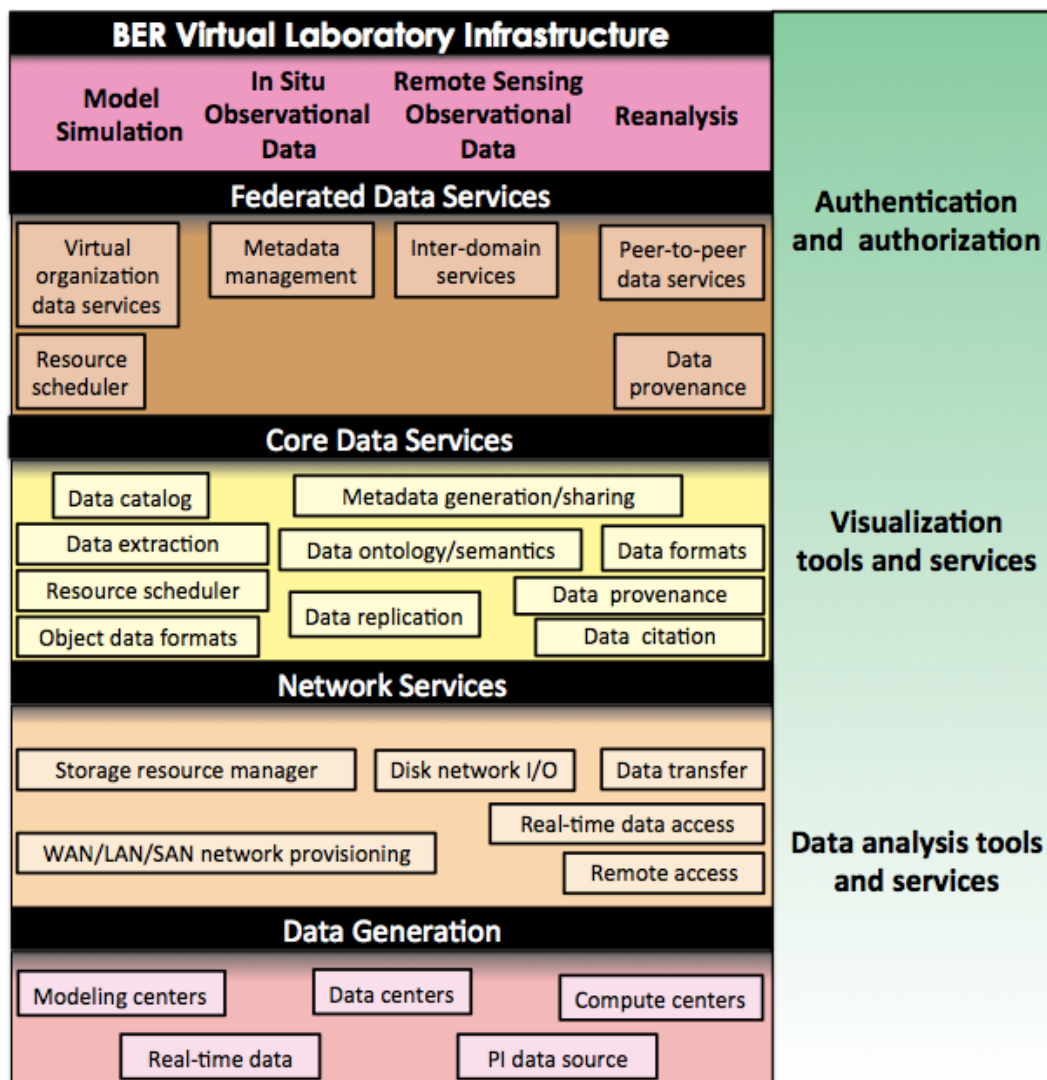 BER Virtual Laboratory Infrastructure
Model
Simulation
In Situ
Observational
Data
Remote Sensing
Observational
Data
Reanalysis
Federated Data Services
Virtual
organization
data services
Metadata
management
Inter-domain
services
Peer-to-peer
data services
Resource
scheduler
Data
provenance
Core Data Services
Data catalog
Metadata generation/sharing
Data extraction
Data ontology/semantics
Data formats
Resource scheduler
Data replication
Data provenance
Object data formats
Data citation
Network Services
Storage resource manager
Disk network I/O
Data transfer
Real-time data access
WAN/LAN/SAN network provisioning
Remote access
Data Generation
Modeling centers
Data centers
Compute centers
Real-time data
PI data source
Authentication
and authorization
Visualization
tools and services
Data analysis tools
and services